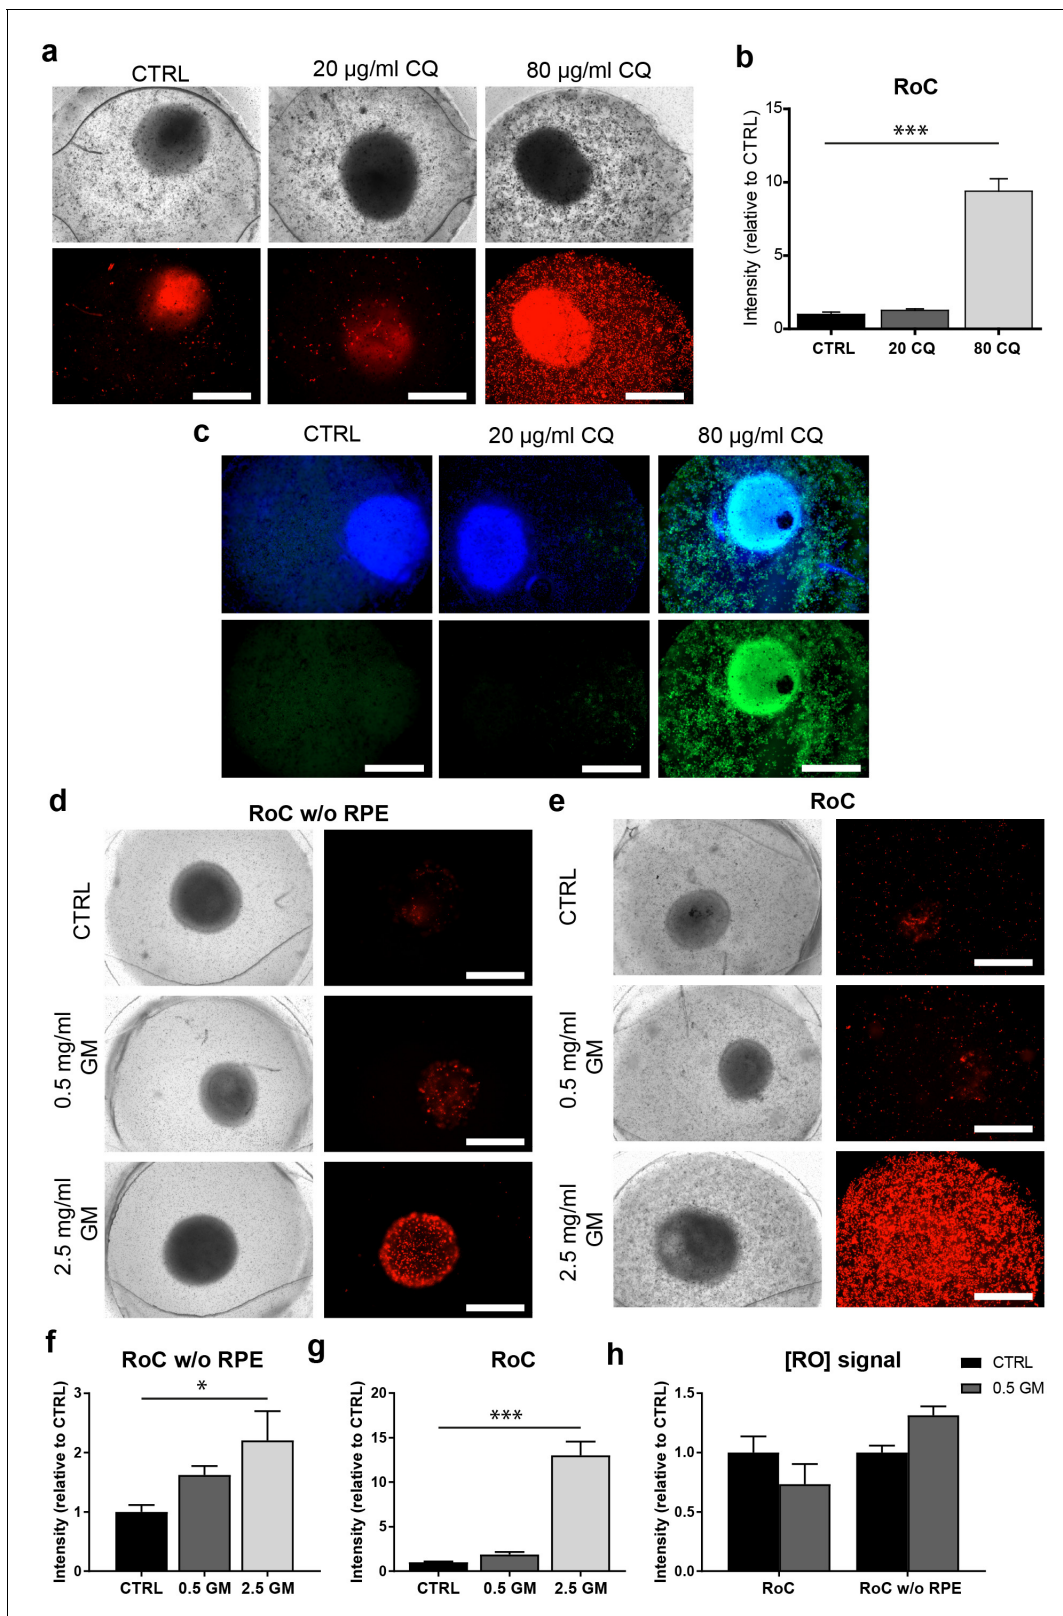 a
CTRL
20 µg/ml CQ
80 µg/ml CQ
b
RoC
Intensity (relative to CTRL)
15
10
5
0
***
CTRL
20 CQ
80 CQ
c
CTRL
20 µg/ml CQ
80 µg/ml CQ
d
RoC w/o RPE
CTRL
0.5 mg/ml
GM
2.5 mg/ml
GM
e
RoC
CTRL
0.5 mg/ml
GM
2.5 mg/ml
GM
f
RoC w/o RPE
Intensity (relative to CTRL)
3
2
1
0
*
CTRL
0.5 GM
2.5 GM
g
RoC
Intensity (relative to CTRL)
20
15
10
5
0
***
CTRL
0.5 GM
2.5 GM
h
[RO] signal
CTRL
0.5 GM
Intensity (relative to CTRL)
1.5
1.0
0.5
0.0
RoC
RoC w/o RPE